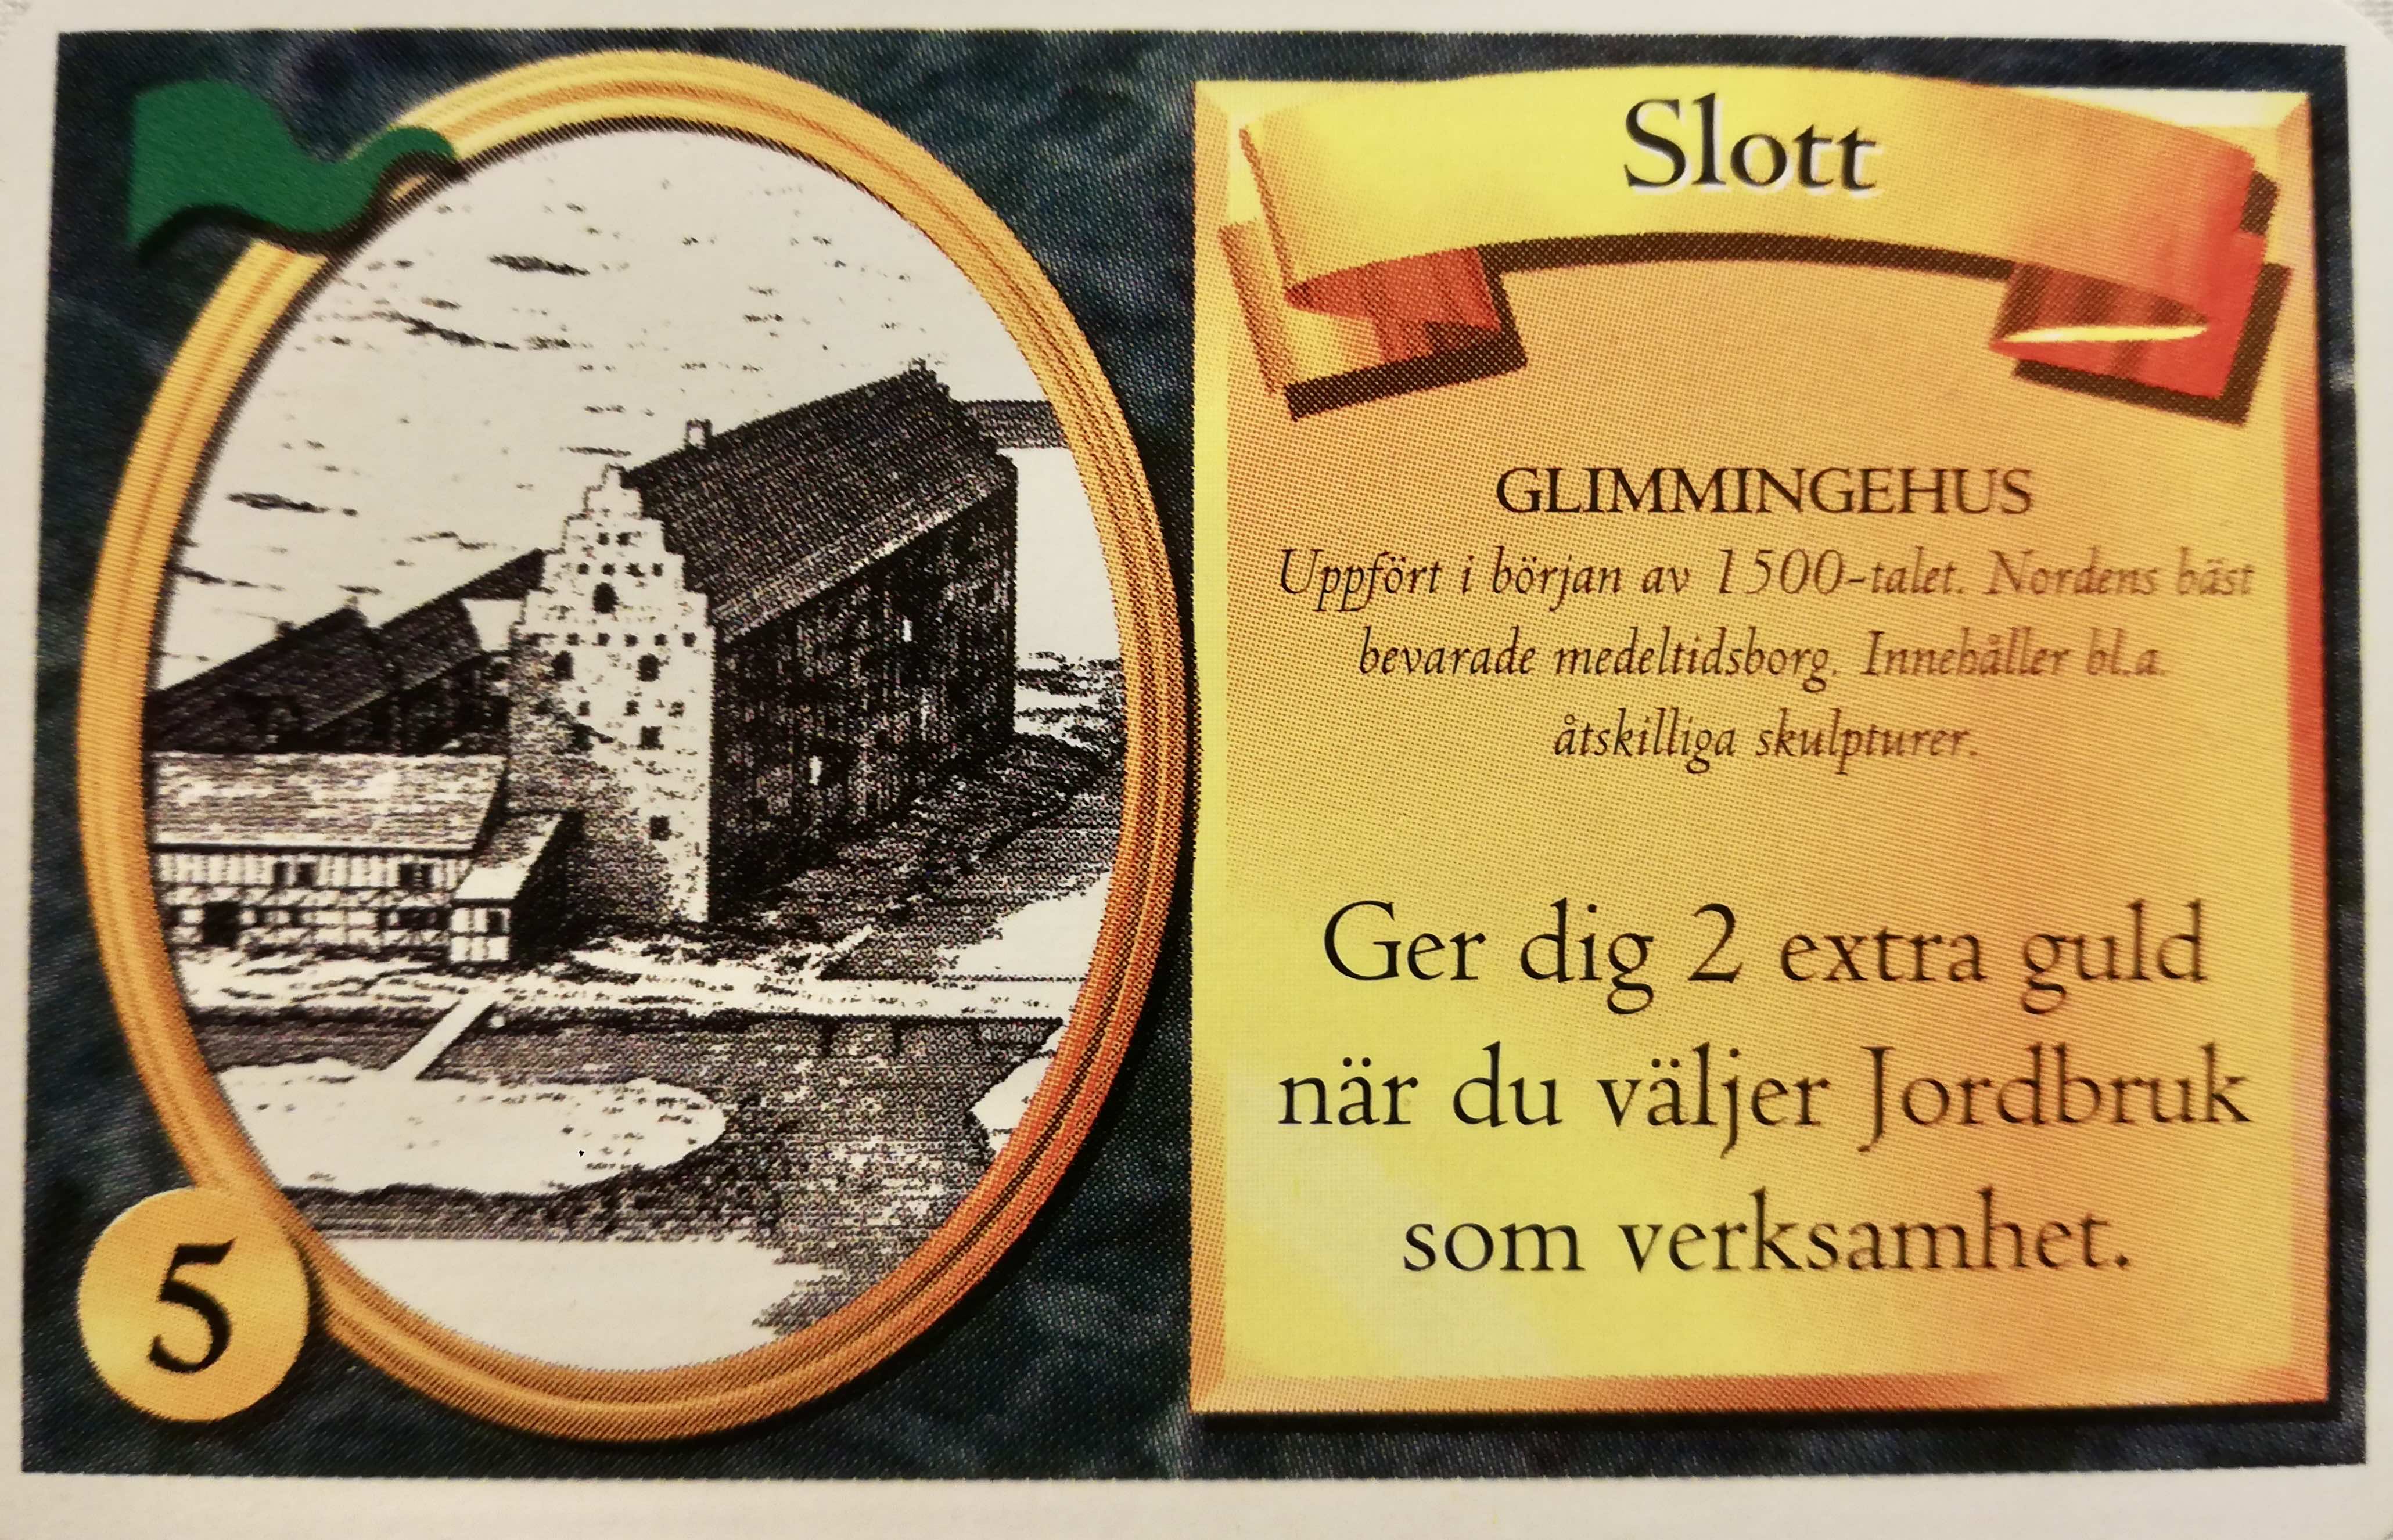 Slott
GLIMMINGEHUS
Uppfört i början av 1500-talet. Nordens bäst
bevarade medeltidsborg. Innehåller bl.a.
åtskilliga skulpturer.
Ger dig 2 extra guld
när du väljer Jordbruk
som verksamhet.
5